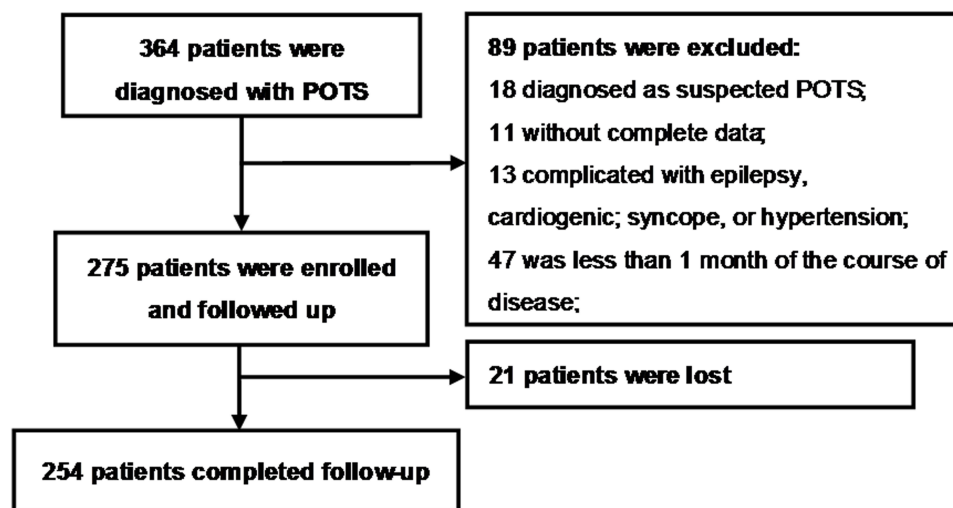 364 patients were
diagnosed with POTS
89 patients were excluded:
18 diagnosed as suspected POTS;
11 without complete data;
13 complicated with epilepsy,
cardiogenic; syncope, or hypertension;
47 was less than 1 month of the course of
disease;
275 patients were enrolled
and followed up
21 patients were lost
254 patients completed follow-up